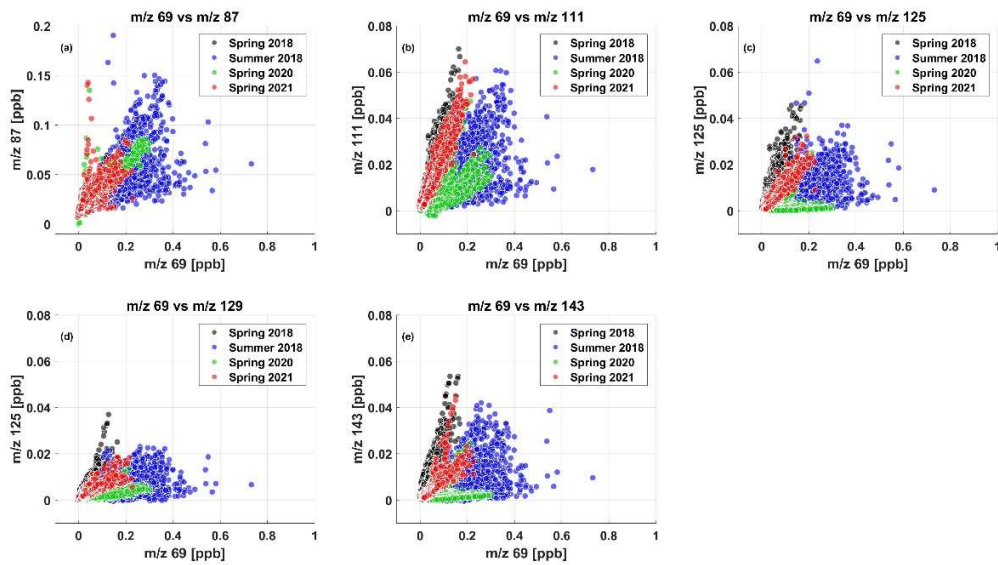 m/z 69 vs m/z 87
(a)
Spring 2018
Summer 2018
Spring 2020
Spring 2021
0.2
0.15
0.1
0.05
0
m/z 87 [ppb]
0 0.2 0.4 0.6 0.8 1
m/z 69 [ppb]
m/z 69 vs m/z 111
(b)
Spring 2018
Summer 2018
Spring 2020
Spring 2021
0.08
0.06
0.04
0.02
0
m/z 111 [ppb]
0 0.2 0.4 0.6 0.8 1
m/z 69 [ppb]
m/z 69 vs m/z 125
(c)
Spring 2018
Summer 2018
Spring 2020
Spring 2021
0.08
0.06
0.04
0.02
0
m/z 125 [ppb]
0 0.2 0.4 0.6 0.8 1
m/z 69 [ppb]
m/z 69 vs m/z 129
(d)
Spring 2018
Summer 2018
Spring 2020
Spring 2021
0.08
0.06
0.04
0.02
0
m/z 125 [ppb]
0 0.2 0.4 0.6 0.8 1
m/z 69 [ppb]
m/z 69 vs m/z 143
(e)
Spring 2018
Summer 2018
Spring 2020
Spring 2021
0.08
0.06
0.04
0.02
0
m/z 143 [ppb]
0 0.2 0.4 0.6 0.8 1
m/z 69 [ppb]